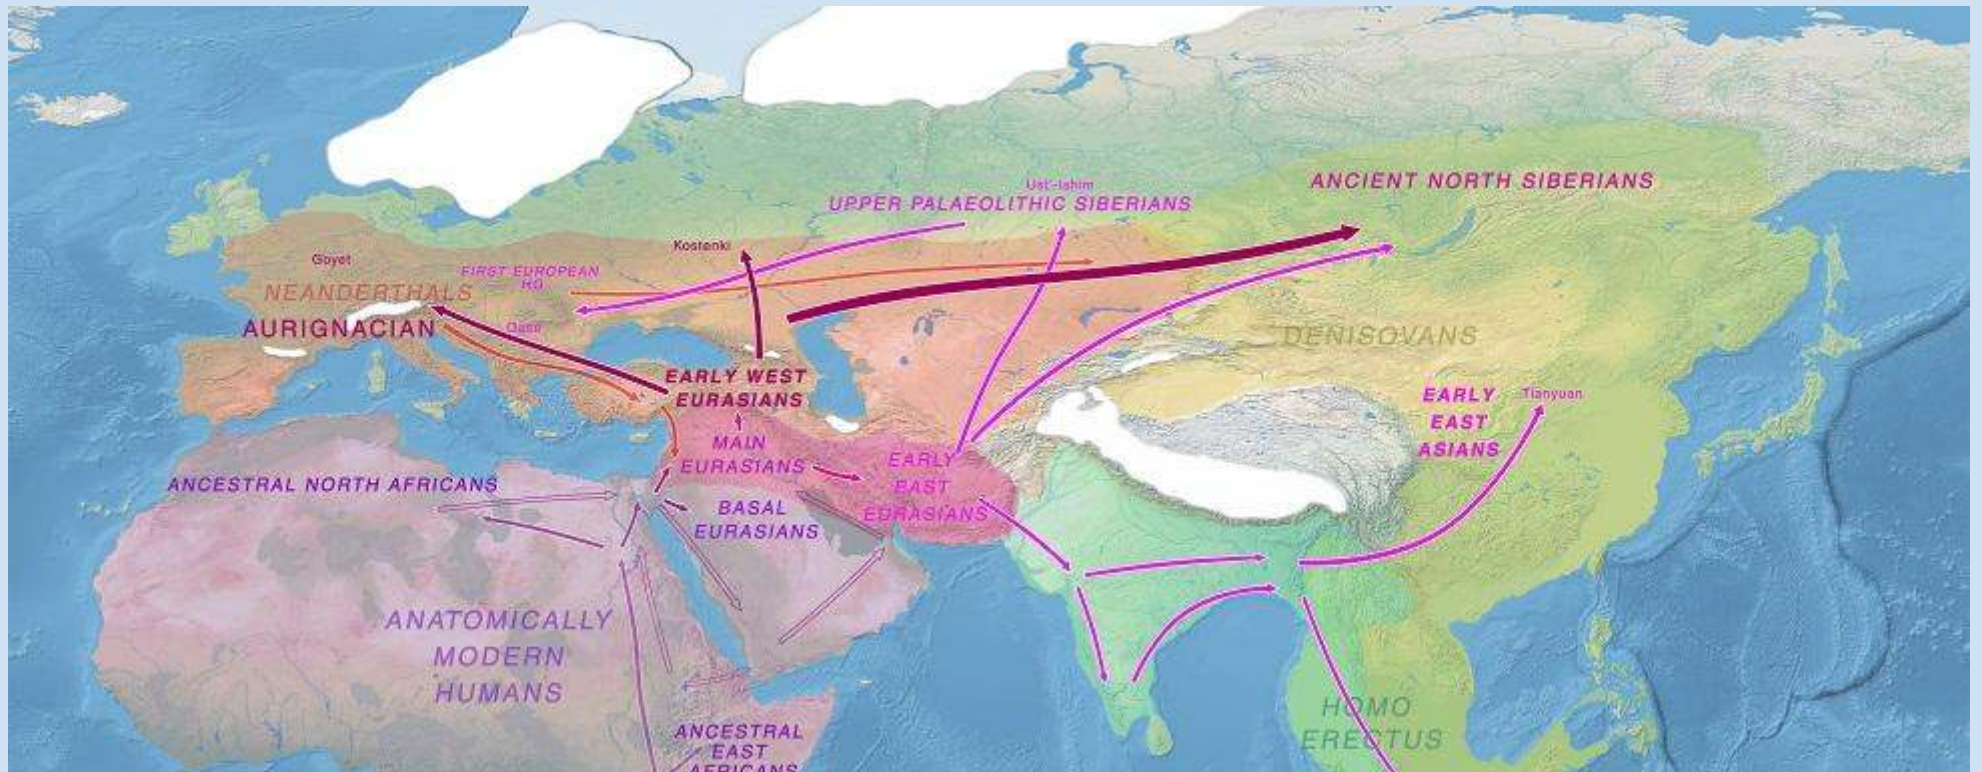 Ust'-Ishim
UPPER PALAEOLITHIC SIBERIANS
ANCIENT NORTH SIBERIANS
Kostenki
Goyet
FIRST EUROPEAN
HG
NEANDERTHALS
AURIGNACIAN
Oase
DENISOVANS
EARLY WEST
EURASIANS
EARLY
EAST
ASIANS
Tianyuan
MAIN
EURASIANS
EARLY
EAST
EURASIANS
ANCESTRAL NORTH AFRICANS
BASAL
EURASIANS
ANATOMICALLY
MODERN
HUMANS
HOMO
ERECTUS
ANCESTRAL
EAST
AFRICANS